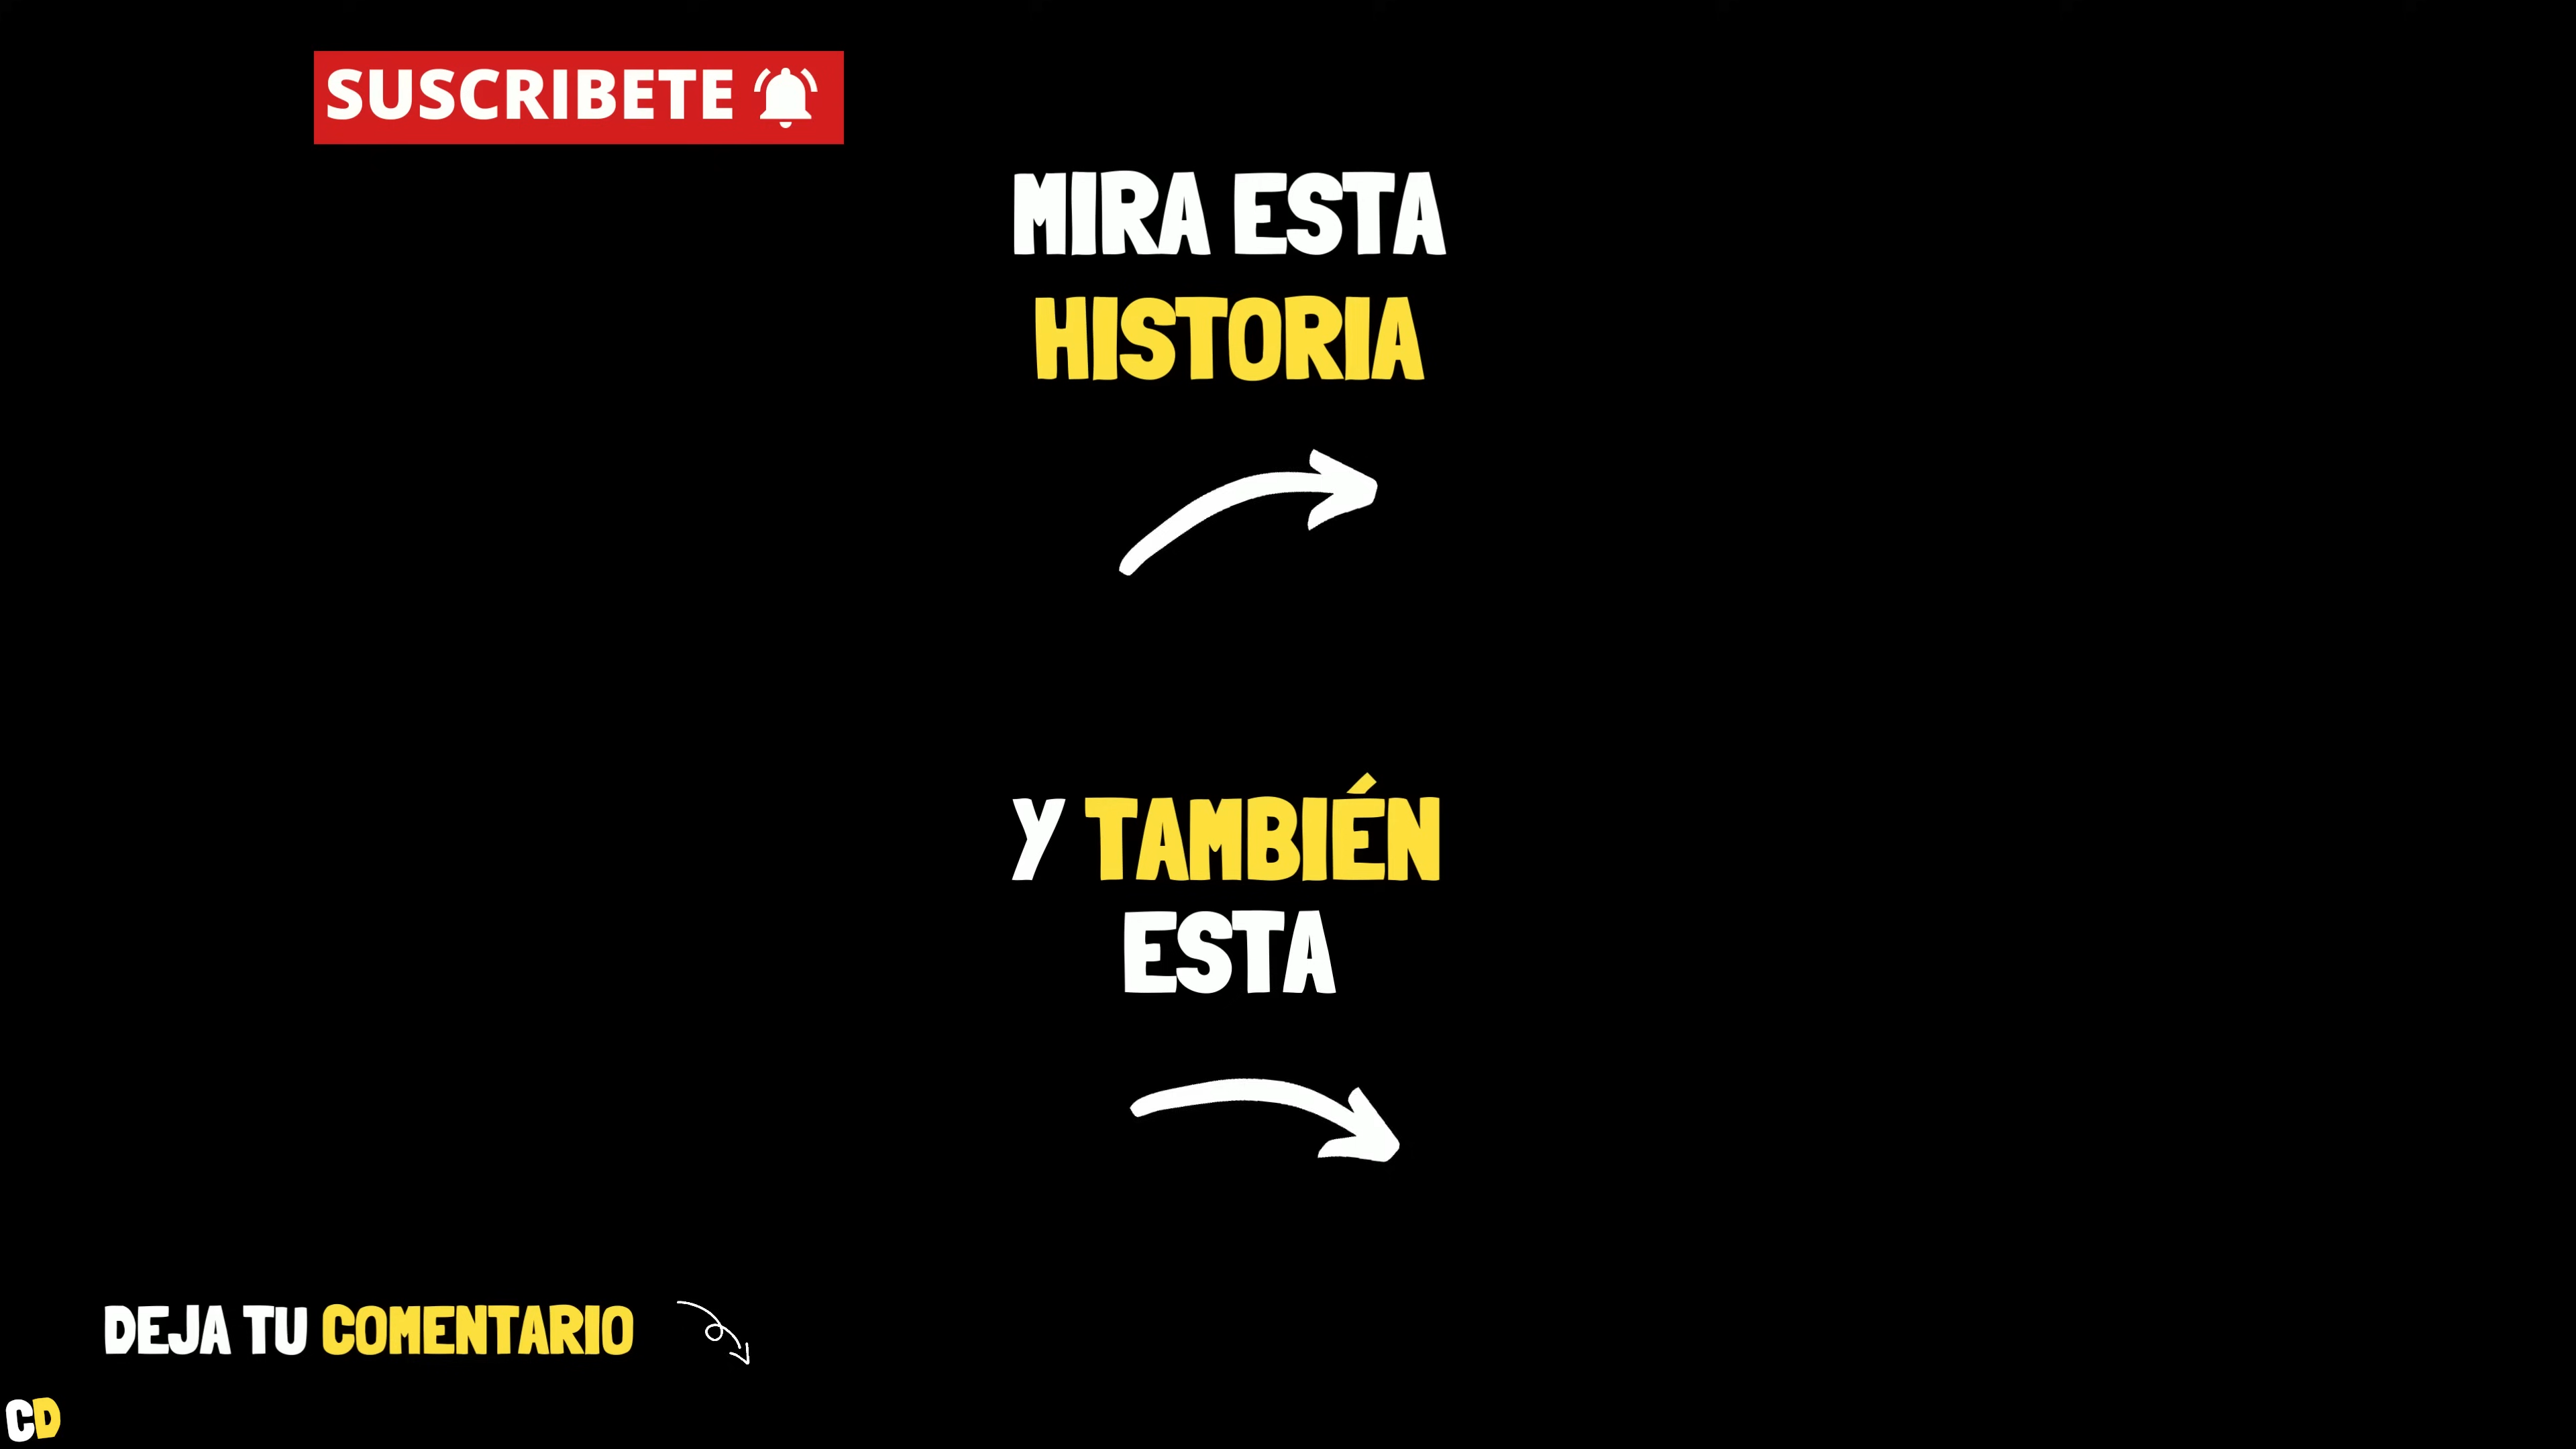 SUSCRIBETE
MIRA ESTA
HISTORIA
Y TAMBIÉN
ESTA
DEJA TU COMENTARIO
CD